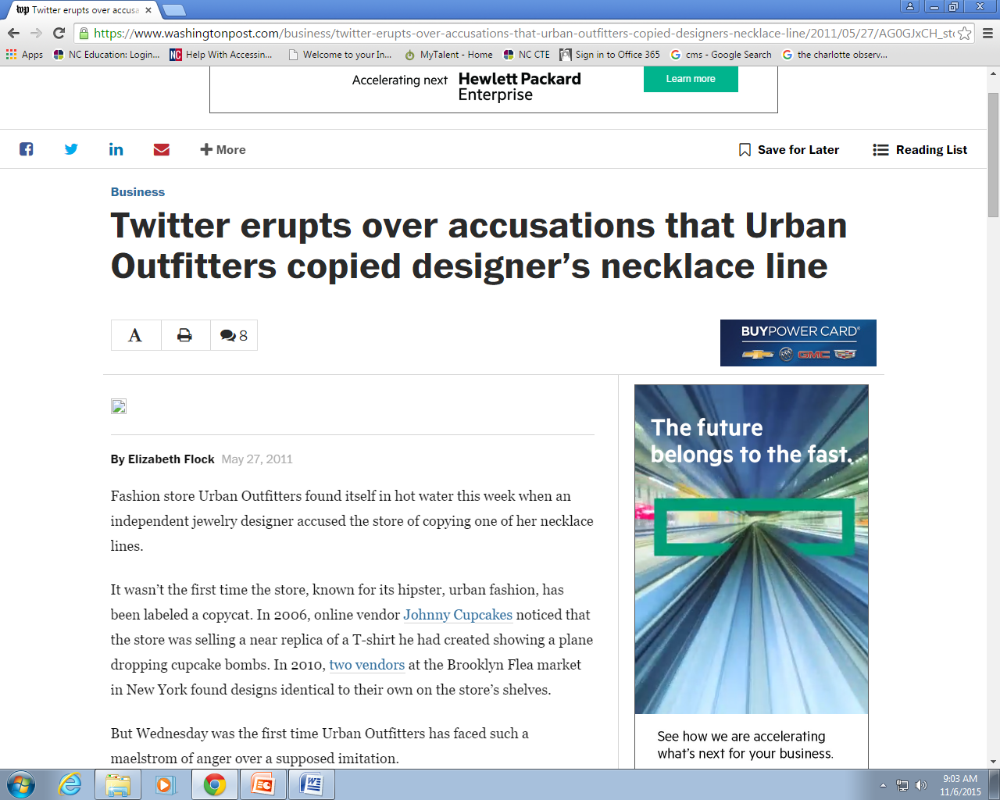 Twitter erupts over accusa
https://www.washingtonpost.com/business/twitter-erupts-over-accusations-that-urban-outfitters-copied-designers-necklace-line/2011/05/27/AG0GJxCH_st
Apps NC Education: Login... Help With Accessin... Welcome to your In... MyTalent - Home NC CTE Sign in to Office 365 cms - Google Search the charlotte observ...
Accelerating next Hewlett Packard
Enterprise
Learn more
More Save for Later Reading List
Business
Twitter erupts over accusations that Urban
Outfitters copied designer’s necklace line
A 8
BUYPOWER CARD
GMC
The future
belongs to the fast.
By Elizabeth Flock May 27, 2011
Fashion store Urban Outfitters found itself in hot water this week when an
independent jewelry designer accused the store of copying one of her necklace
lines.
It wasn’t the first time the store, known for its hipster, urban fashion, has
been labeled a copycat. In 2006, online vendor Johnny Cupcakes noticed that
the store was selling a near replica of a T-shirt he had created showing a plane
dropping cupcake bombs. In 2010, two vendors at the Brooklyn Flea market
in New York found designs identical to their own on the store’s shelves.
But Wednesday was the first time Urban Outfitters has faced such a
maelstrom of anger over a supposed imitation.
See how we are accelerating
what’s next for your business.
9:03 AM
11/6/2015